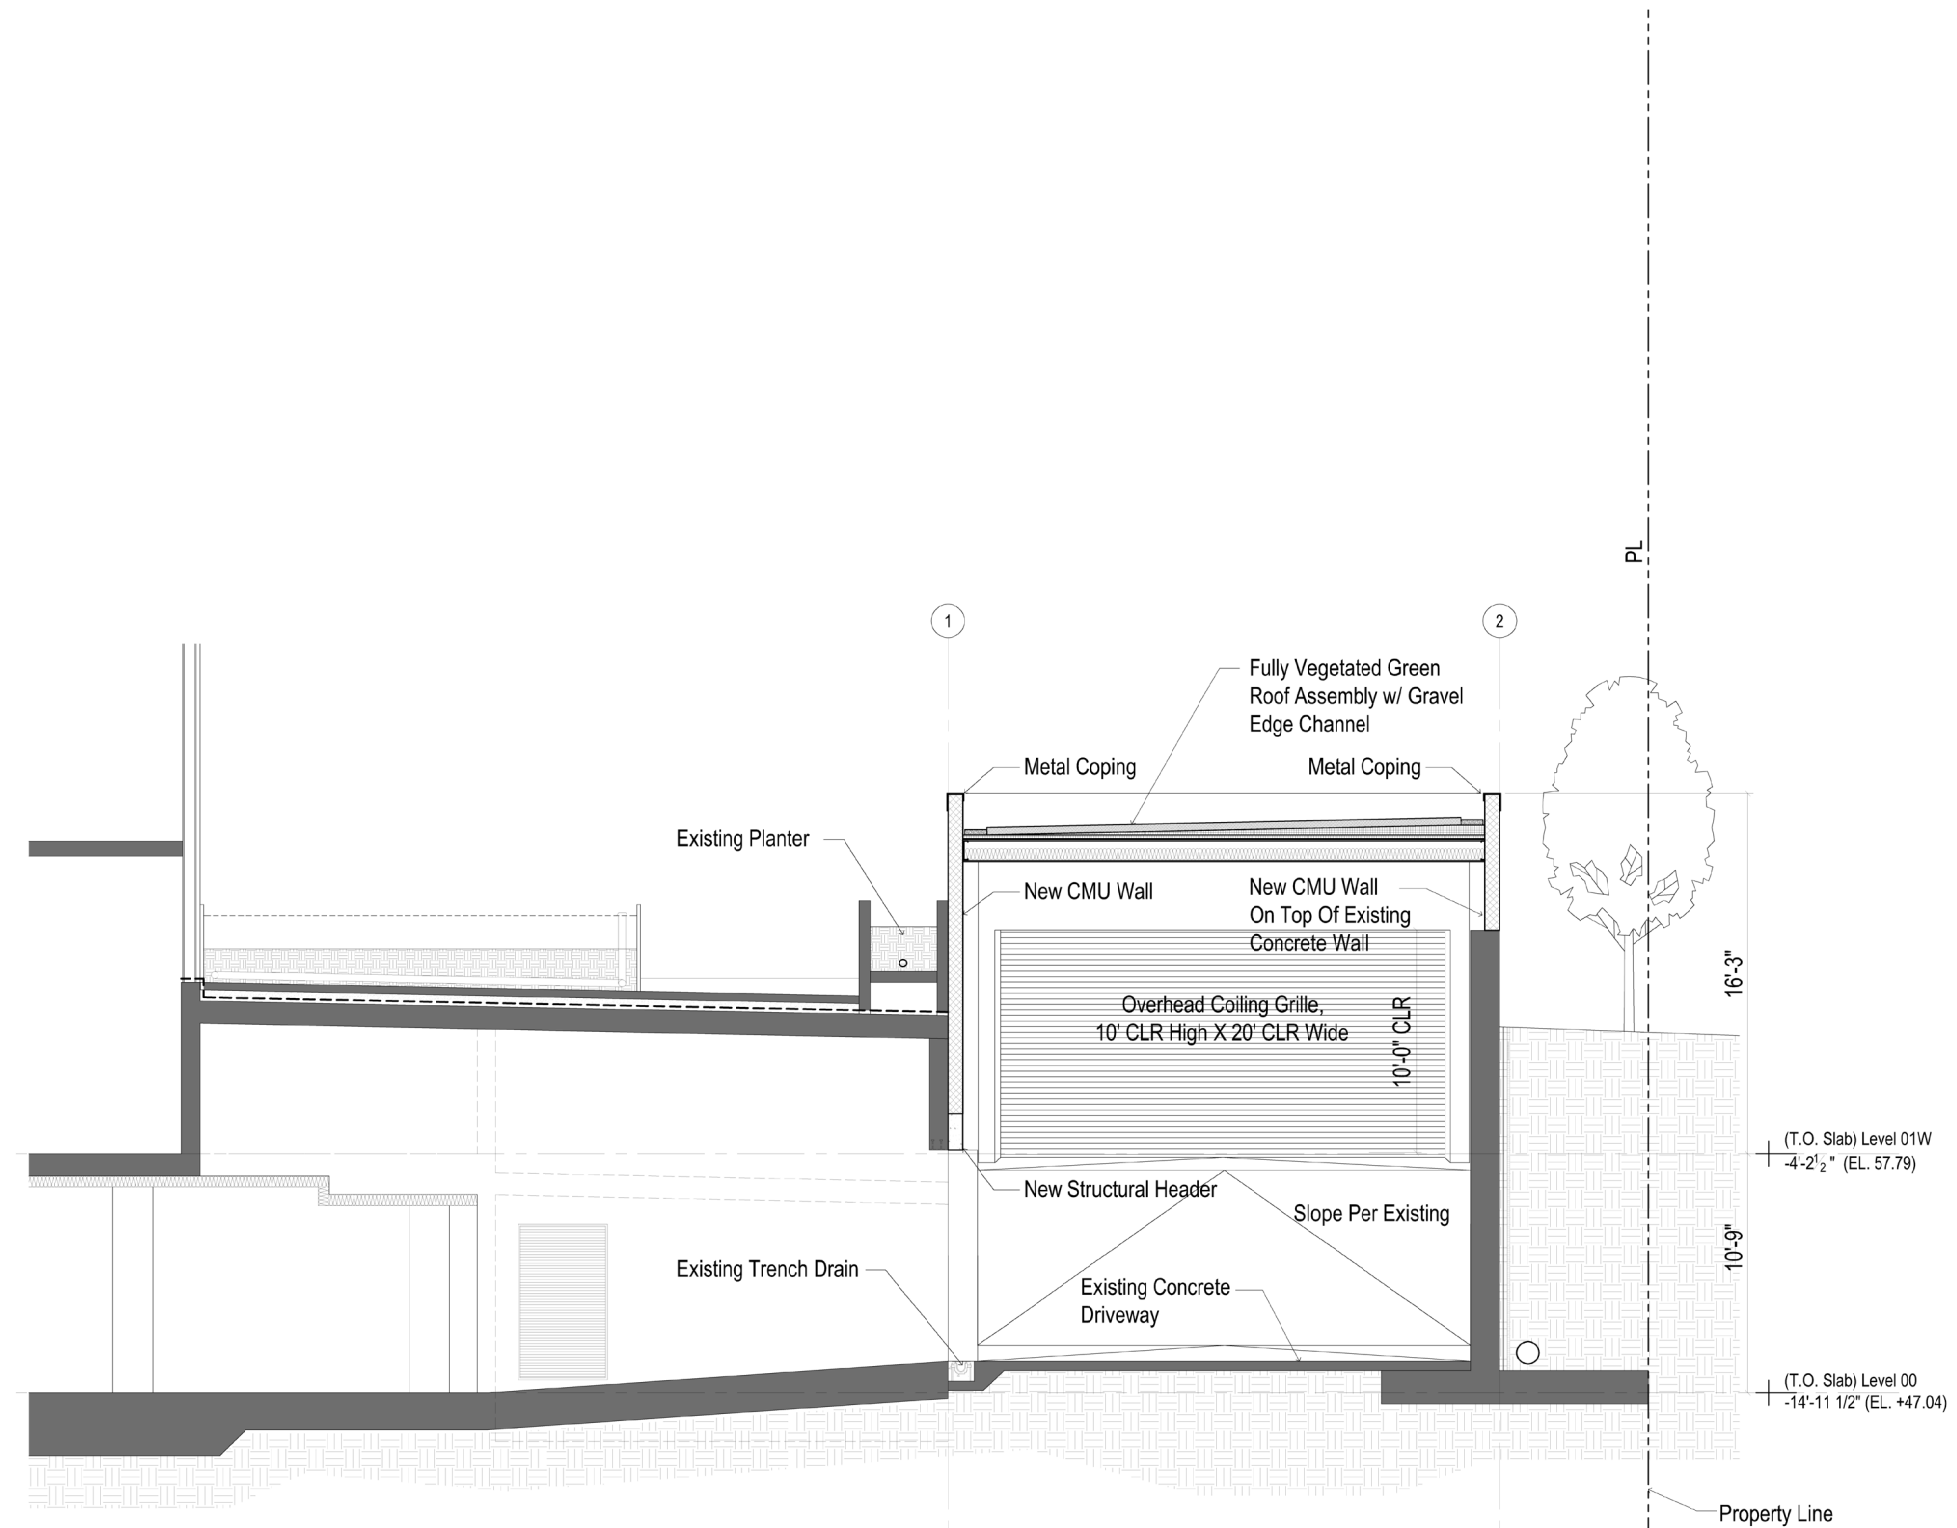 PL
1
2
Fully Vegetated Green
Roof Assembly w/ Gravel
Edge Channel
Metal Coping
Metal Coping
Existing Planter
New CMU Wall
New CMU Wall
On Top Of Existing
Concrete Wall
16'-3"
Overhead Coiling Grille,
10' CLR High X 20' CLR Wide
10'-0" CLR
(T.O. Slab) Level 01W
-4'-2½" (EL. 57.79)
New Structural Header
Slope Per Existing
10'-9"
Existing Trench Drain
Existing Concrete
Driveway
(T.O. Slab) Level 00
-14'-11 1/2" (EL. +47.04)
Property Line